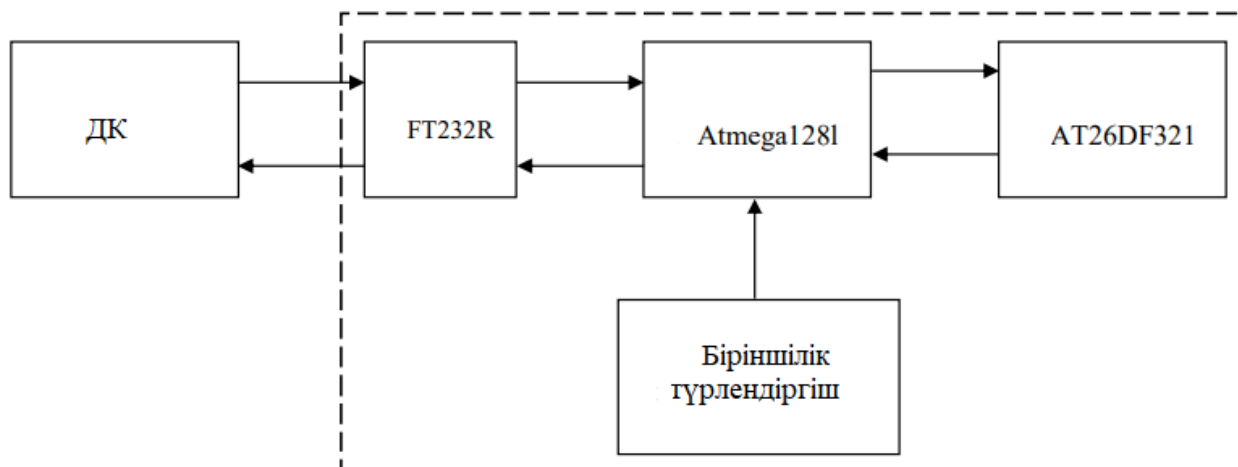 ДК
FT232R
Atmega128l
AT26DF321
Біріншілік
түрлендіргіш